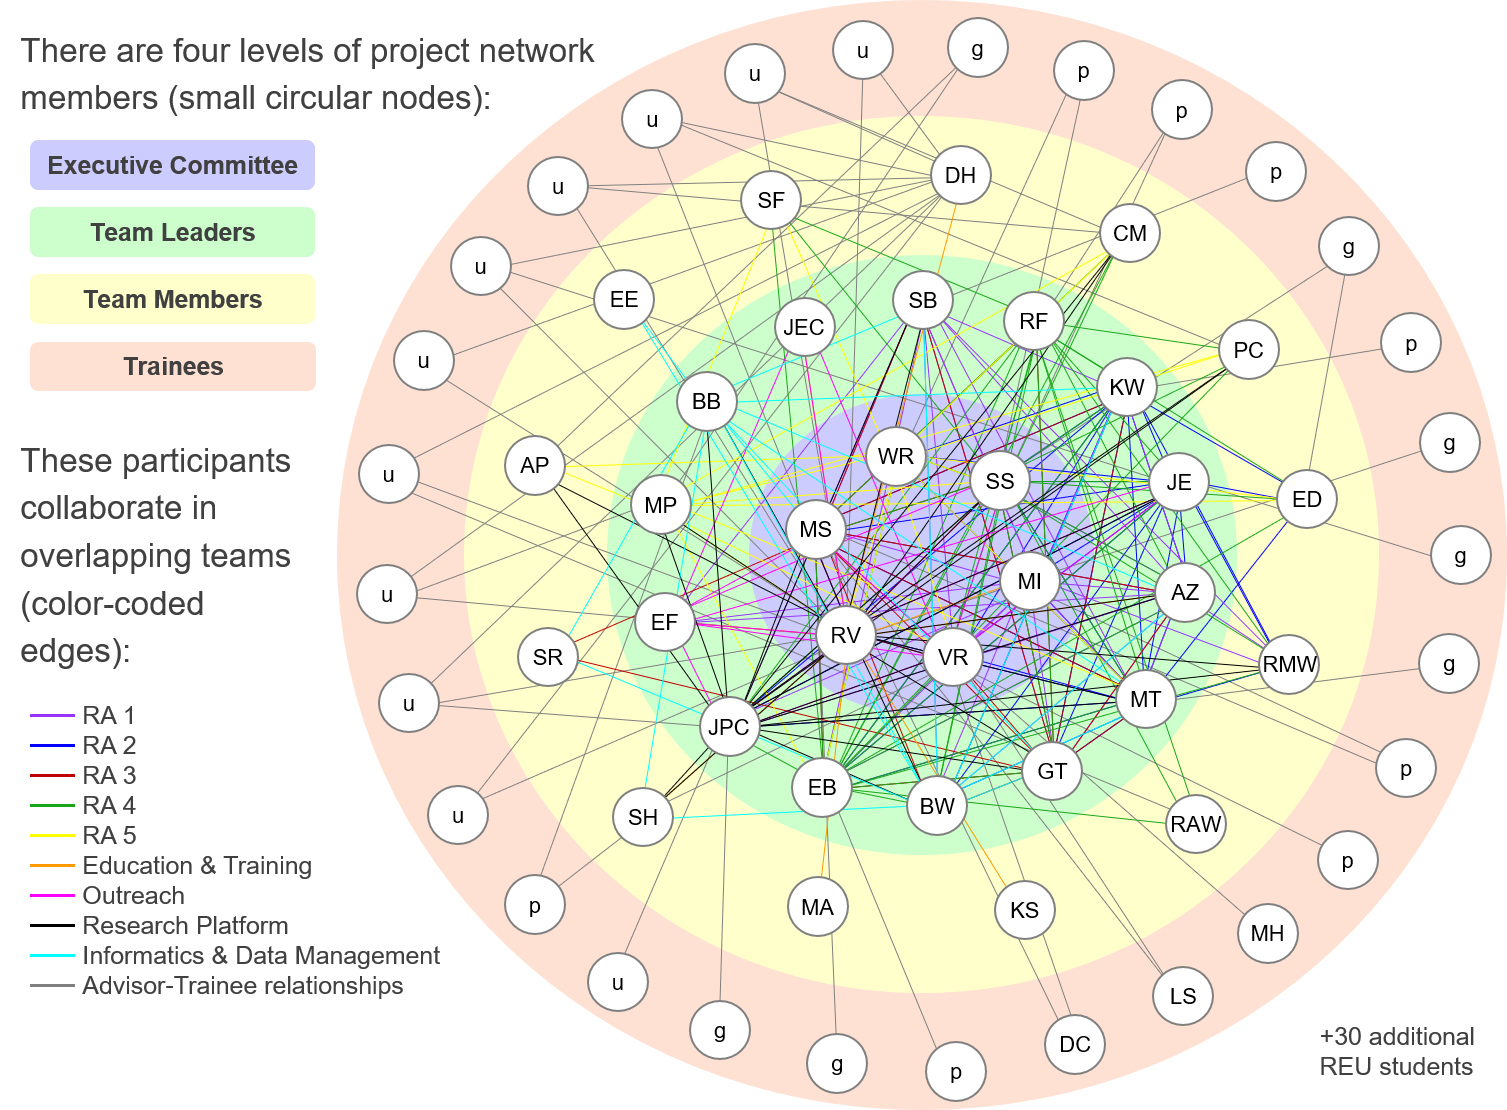 There are four levels of project network
members (small circular nodes):
Executive Committee
Team Leaders
Team Members
Trainees
These participants
collaborate in
overlapping teams
(color-coded
edges):
RA 1
RA 2
RA 3
RA 4
RA 5
Education & Training
Outreach
Research Platform
Informatics & Data Management
Advisor-Trainee relationships
u
g
u
p
u
p
u
p
DH
u
SF
CM
g
u
EE
SB
RF
JEC
p
PC
u
KW
BB
g
WR
AP
u
SS
JE
ED
MP
MS
g
MI
u
AZ
EF
RV
SR
VR
RMW
g
u
MT
JPC
p
GT
EB
BW
u
SH
RAW
p
p
MA
KS
MH
u
LS
g
DC
g
p
+30 additional
REU students